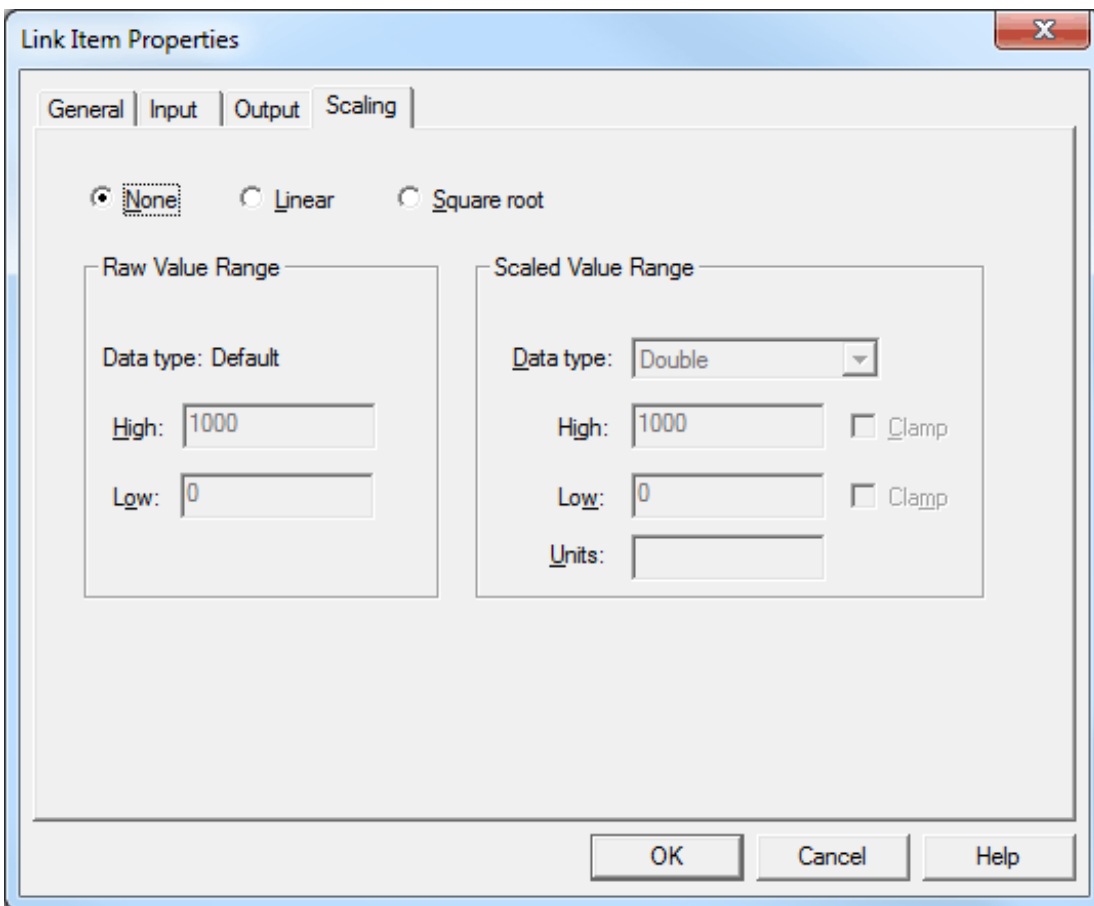 Link Item Properties
General Input Output Scaling
None Linear Square root
Raw Value Range
Data type: Default
High: 1000
Low: 0
Scaled Value Range
Data type: Double
High: 1000 Clamp
Low: 0 Clamp
Units:
OK Cancel Help